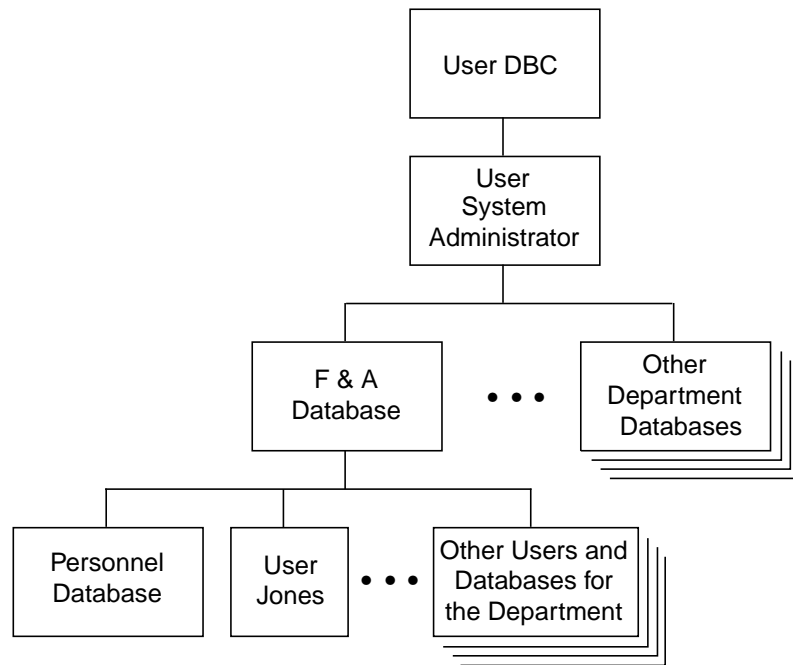 User DBC
User
System
Administrator
F & A
Database
Other
Department
Databases
Personnel
Database
User
Jones
Other Users and
Databases for
the Department